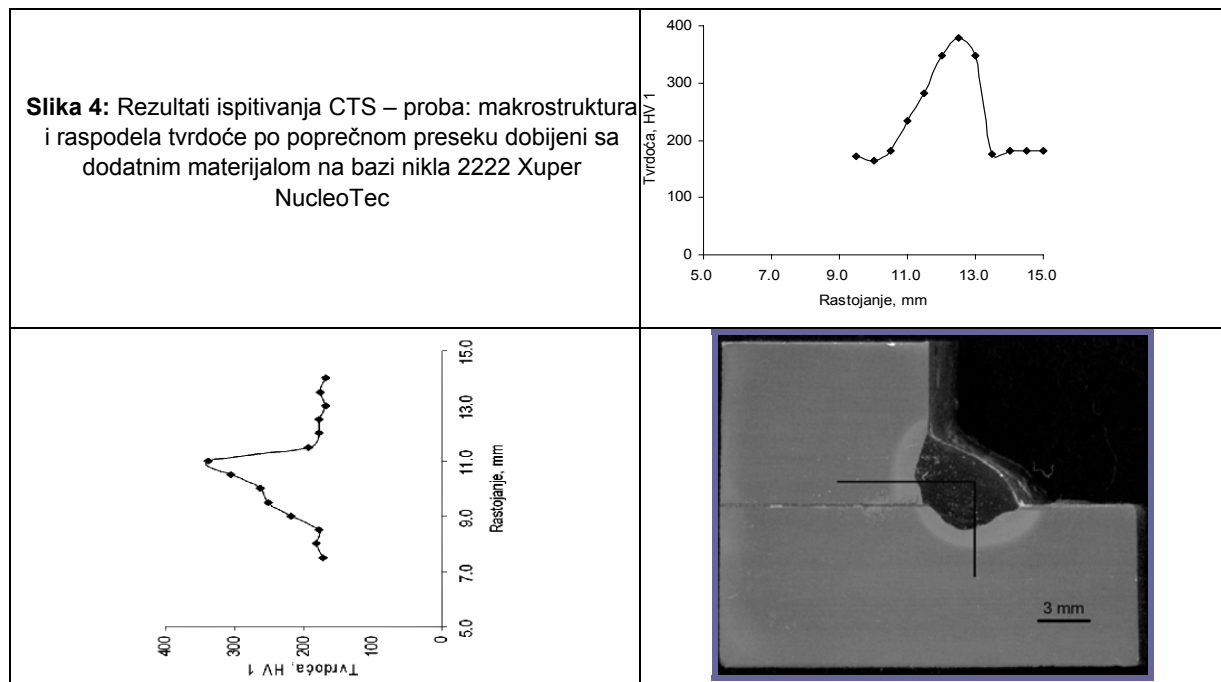 Slika 4: Rezultati ispitivanja CTS – proba: makrostruktura
i raspodela tvrdoće po poprečnom preseku dobijeni sa
dodatnim materijalom na bazi nikla 2222 Xuper
NucleoTec
400
300
200
100
0
Tvrdoća, HV 1
5.0 7.0 9.0 11.0 13.0 15.0
Rastojanje, mm
15.0
13.0
11.0
9.0
7.0
5.0
Rastojanje, mm
400 300 200 100 0
Tvrdoća, HV 1
3 mm